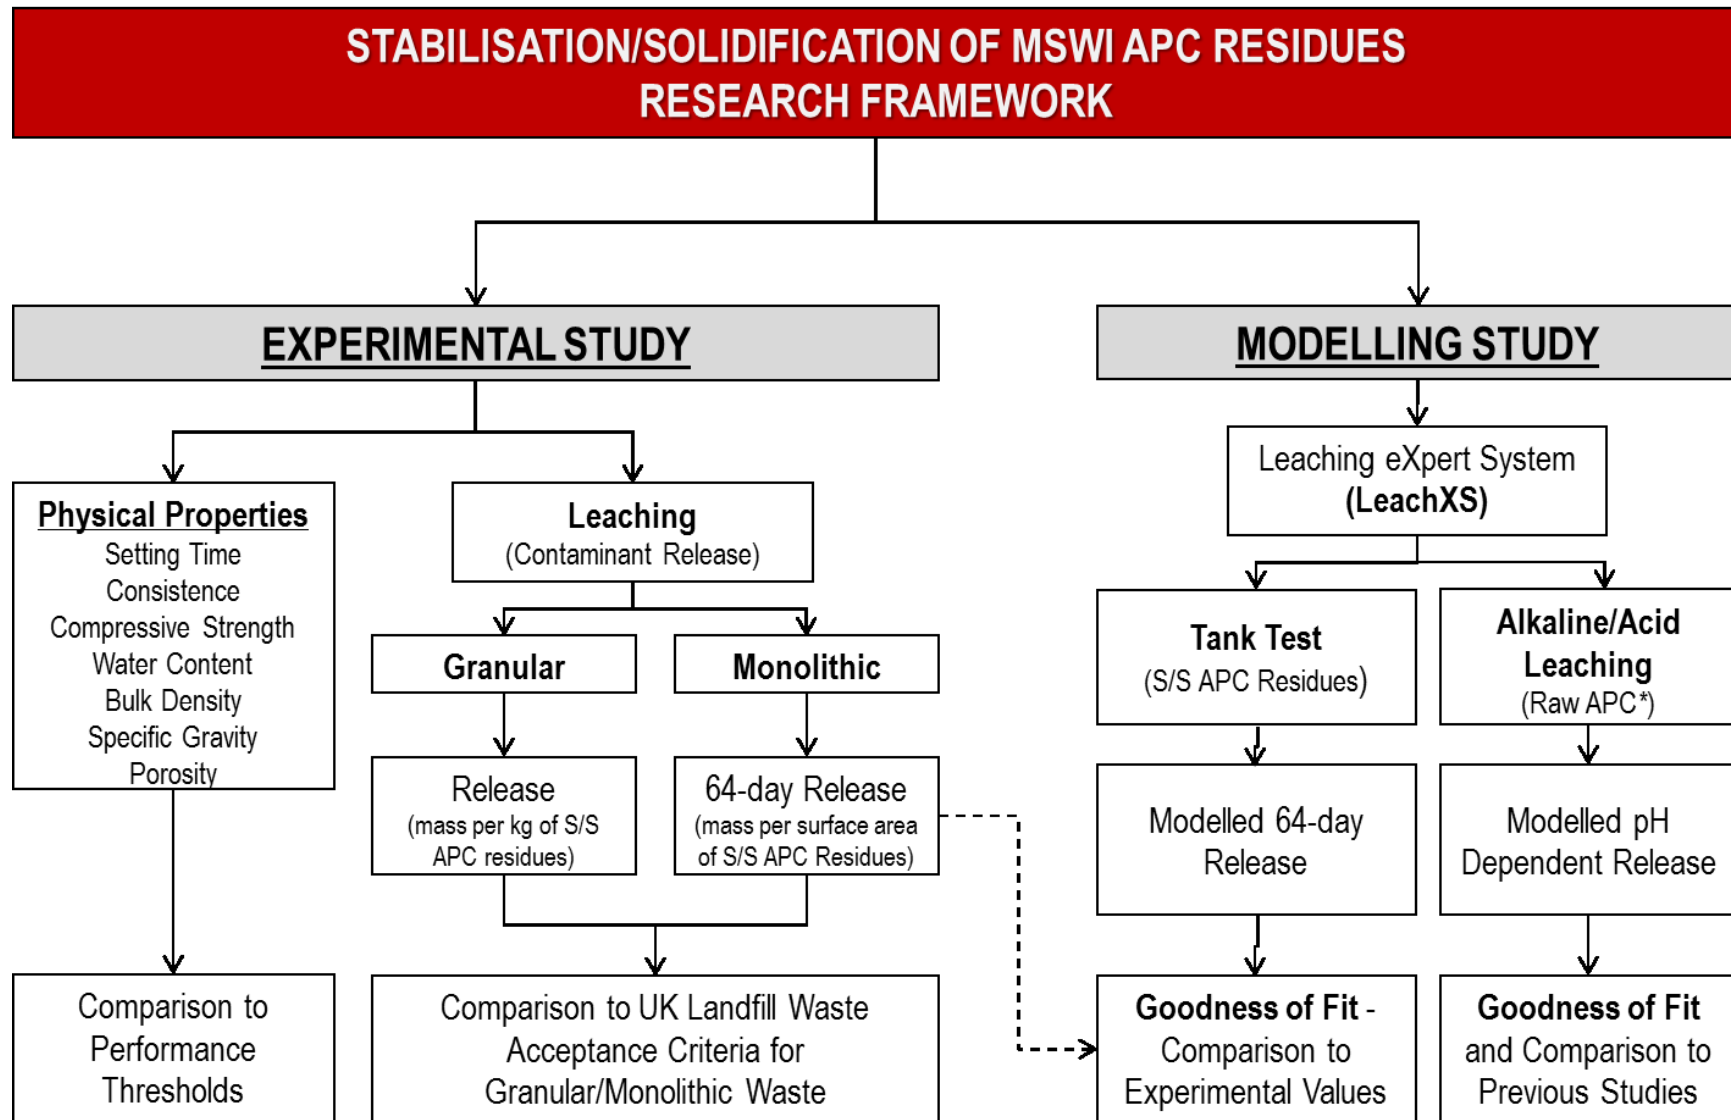 STABILISATION/SOLIDIFICATION OF MSWI APC RESIDUES
RESEARCH FRAMEWORK
EXPERIMENTAL STUDY
MODELLING STUDY
Physical Properties
Setting Time
Consistence
Compressive Strength
Water Content
Bulk Density
Specific Gravity
Porosity
Leaching
(Contaminant Release)
Granular
Monolithic
Release
(mass per kg of S/S
APC residues)
64-day Release
(mass per surface area
of S/S APC Residues)
Comparison to
Performance
Thresholds
Comparison to UK Landfill Waste
Acceptance Criteria for
Granular/Monolithic Waste
Leaching eXpert System
(LeachXS)
Tank Test
(S/S APC Residues)
Alkaline/Acid
Leaching
(Raw APC*)
Modelled 64-day
Release
Modelled pH
Dependent Release
Goodness of Fit -
Comparison to
Experimental Values
Goodness of Fit
and Comparison to
Previous Studies